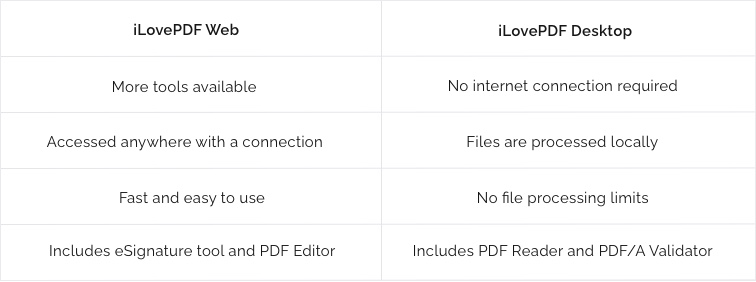 iLovePDF Web
iLovePDF Desktop
More tools available
No internet connection required
Accessed anywhere with a connection
Files are processed locally
Fast and easy to use
No file processing limits
Includes eSignature tool and PDF Editor
Includes PDF Reader and PDF/A Validator